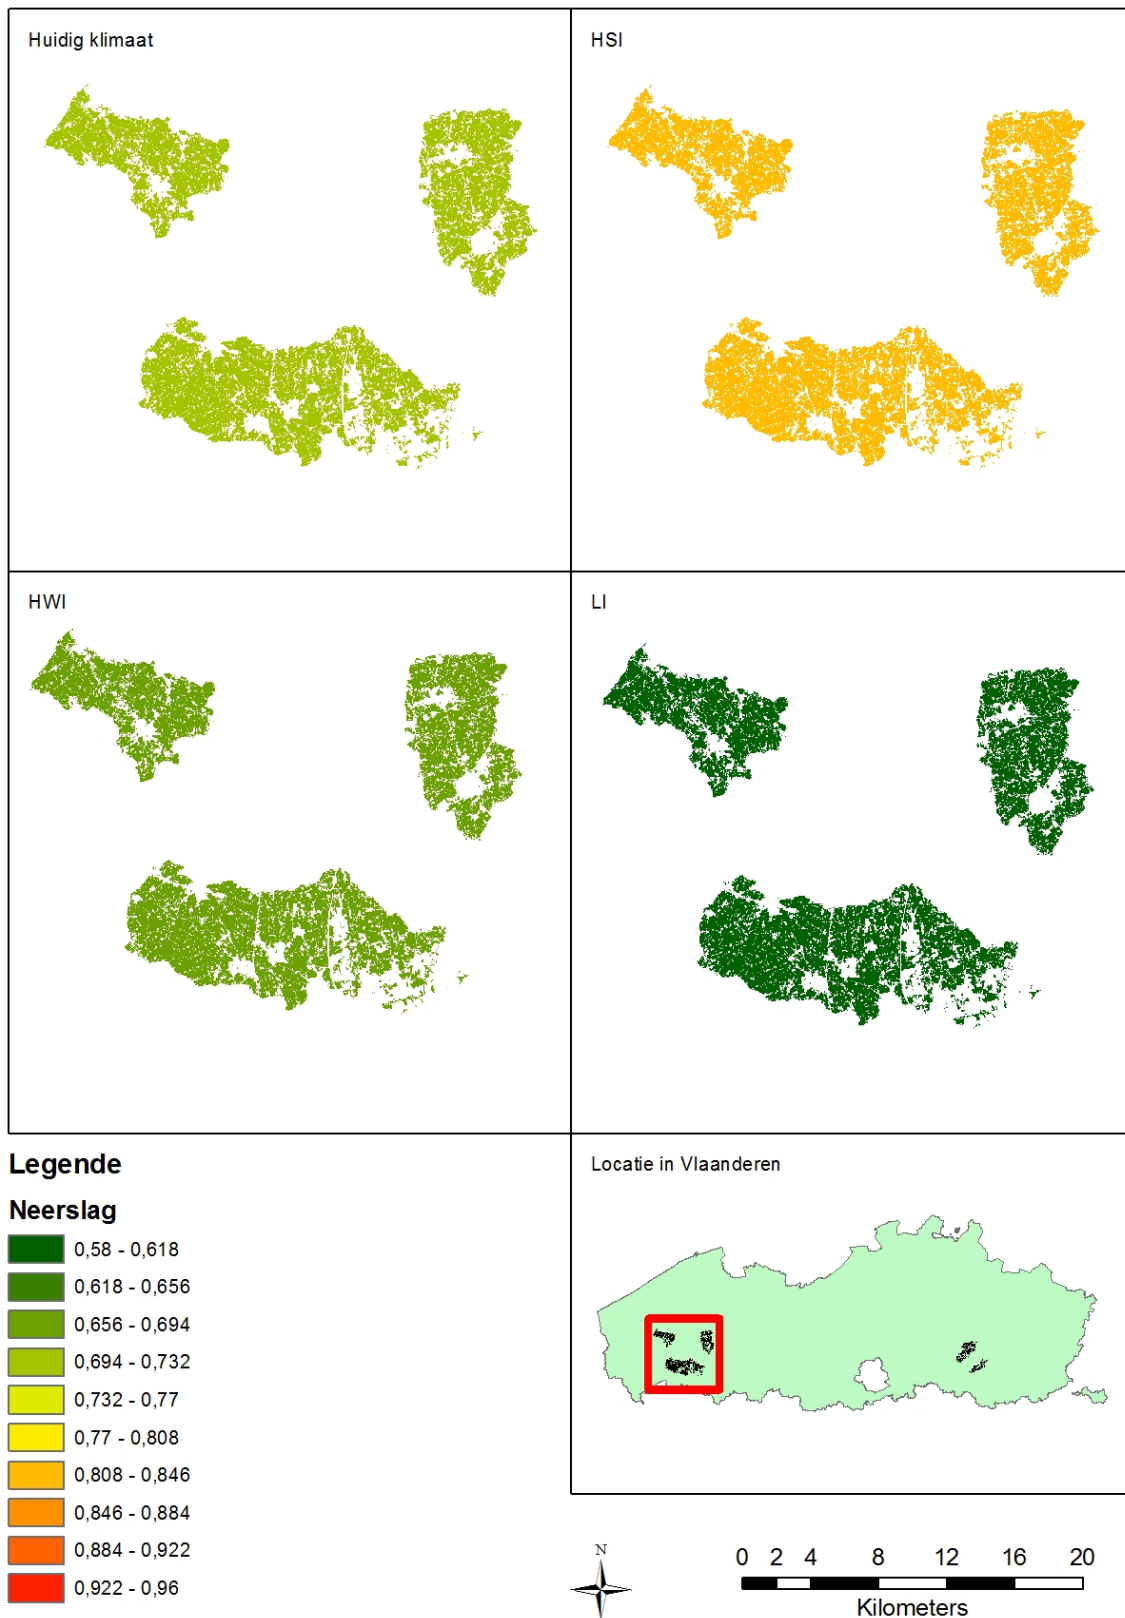 Huidig klimaat
HSI
HWI
LI
Legende
Neerslag
0,58 - 0,618
0,618 - 0,656
0,656 - 0,694
0,694 - 0,732
0,732 - 0,77
0,77 - 0,808
0,808 - 0,846
0,846 - 0,884
0,884 - 0,922
0,922 - 0,96
Locatie in Vlaanderen
N
0 2 4 8 12 16 20
Kilometers